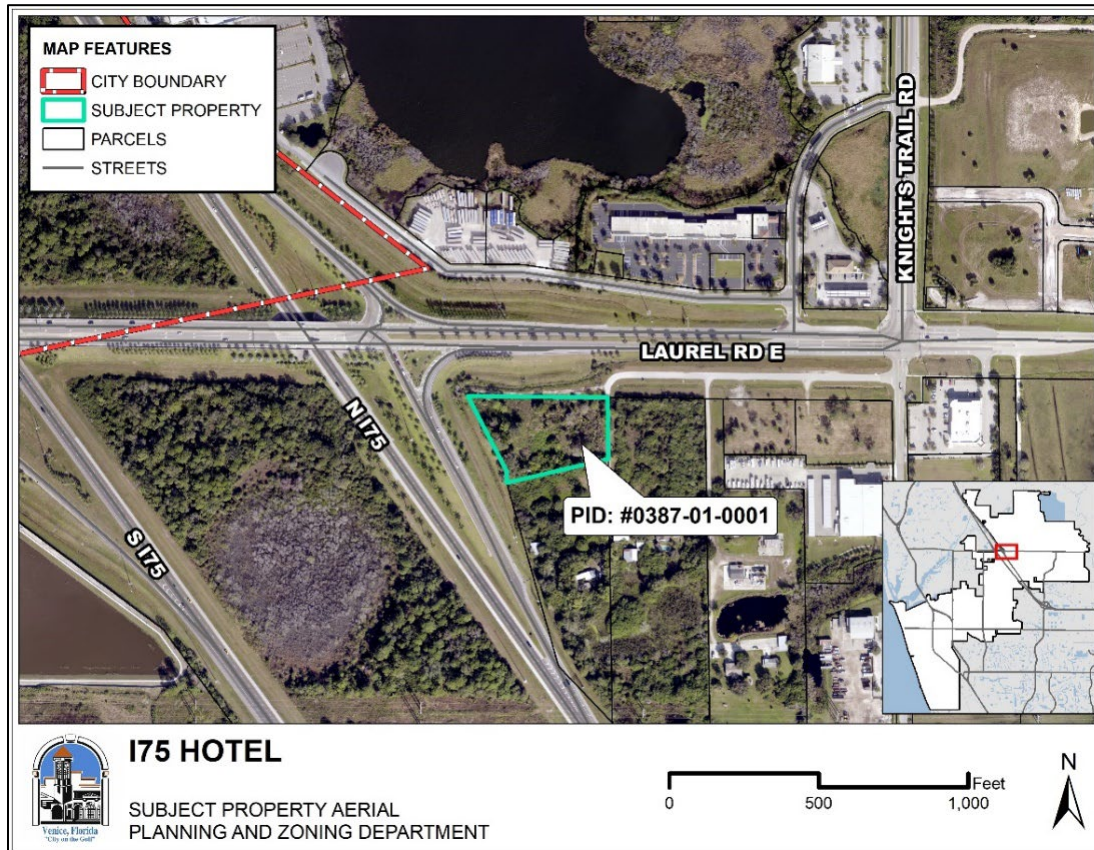 MAP FEATURES
CITY BOUNDARY
SUBJECT PROPERTY
PARCELS
STREETS
KNIGHTS TRAIL RD
LAUREL RD E
N I75
S I75
PID: #0387-01-0001
Venice, Florida
"City on the Gulf"
I75 HOTEL
SUBJECT PROPERTY AERIAL
PLANNING AND ZONING DEPARTMENT
Feet
0 500 1,000
N